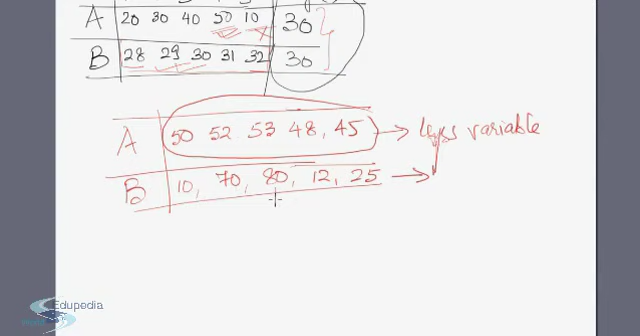 A 20 30 40 50 10 30
B 28 29 30 31 32 30
A 50 52 53 48, 45 → less variable
B 10, 70, 80, 12, 25 →
Edupedia